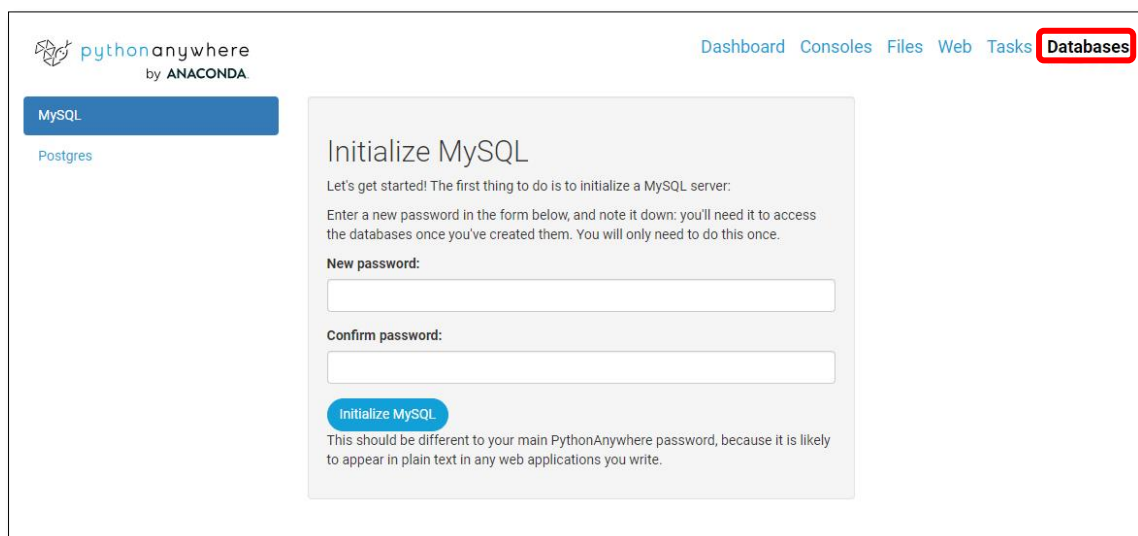 pythonanywhere
by ANACONDA.
Dashboard Consoles Files Web Tasks Databases
MySQL
Postgres
Initialize MySQL
Let's get started! The first thing to do is to initialize a MySQL server:
Enter a new password in the form below, and note it down: you'll need it to access
the databases once you've created them. You will only need to do this once.
New password:
Confirm password:
Initialize MySQL
This should be different to your main PythonAnywhere password, because it is likely
to appear in plain text in any web applications you write.